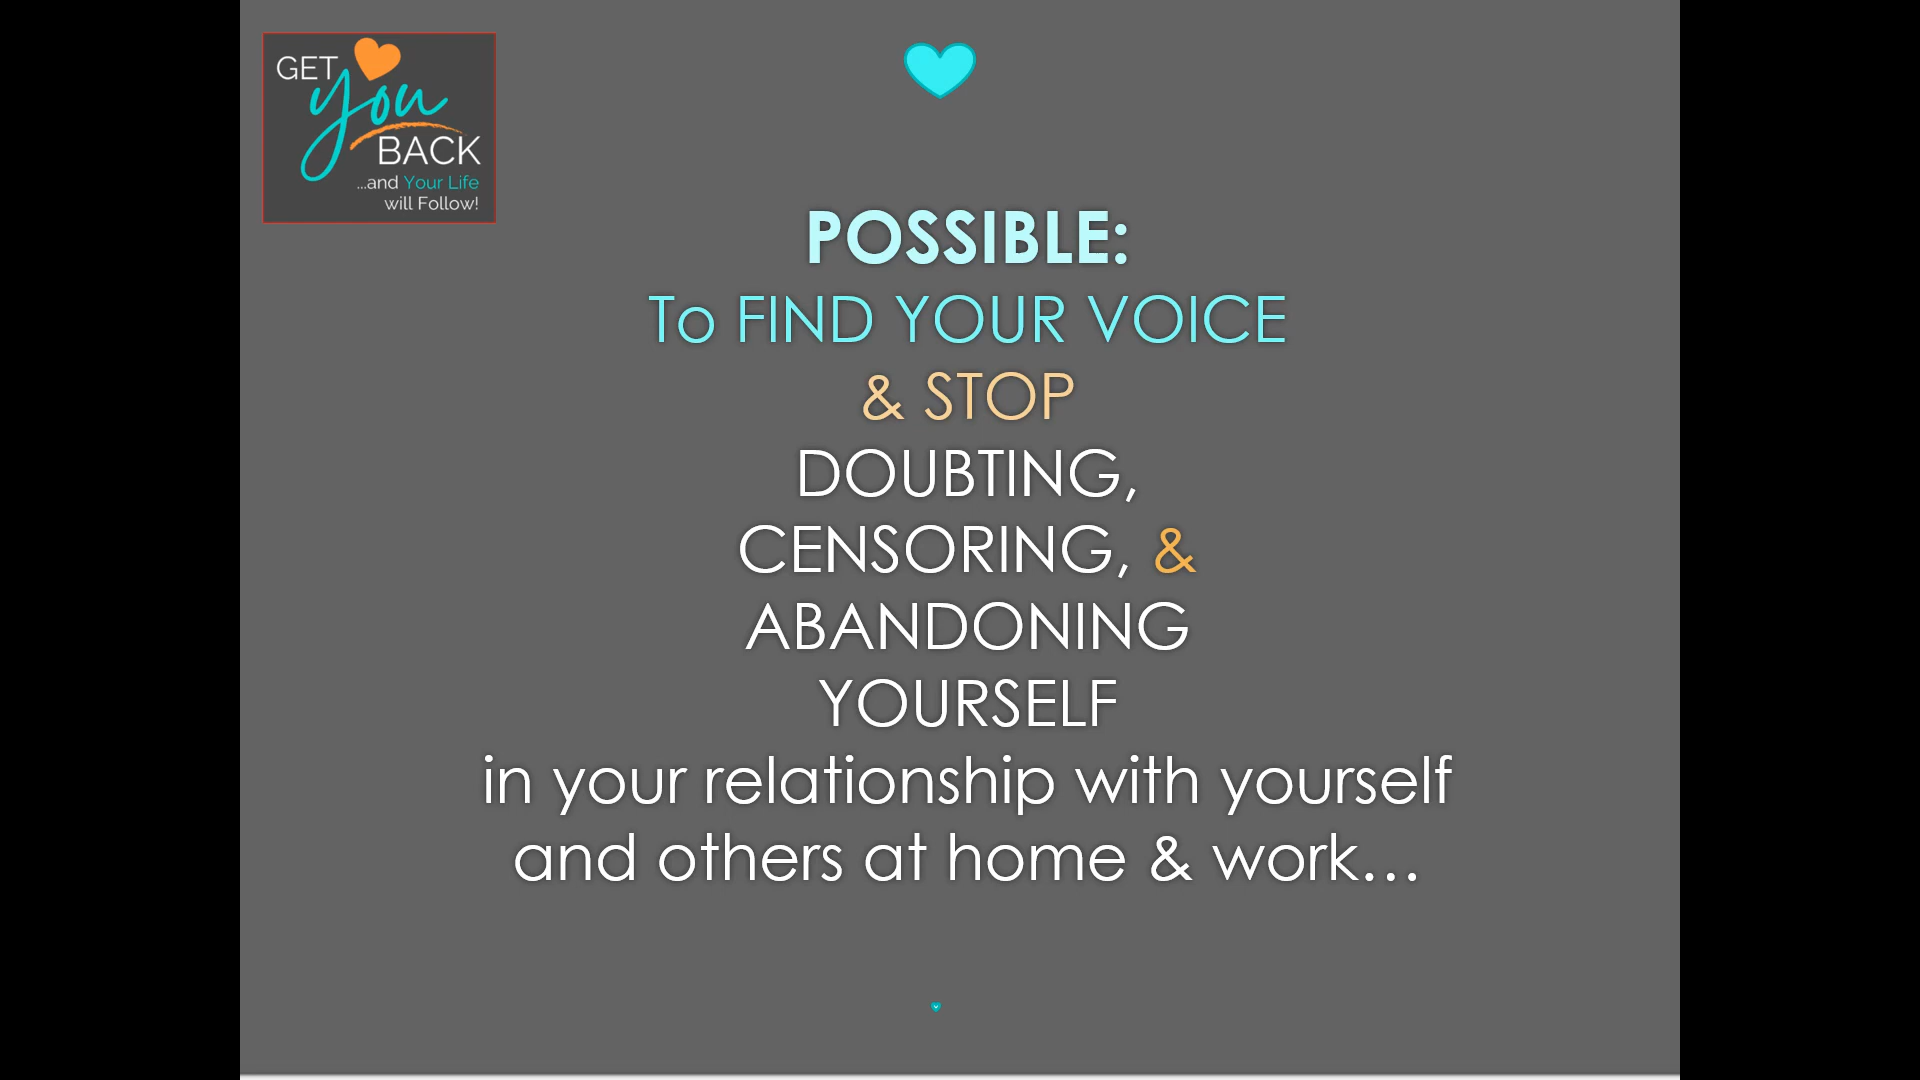 GET
you
BACK
...and Your Life
will Follow!
POSSIBLE:
To FIND YOUR VOICE
& STOP
DOUBTING,
CENSORING, &
ABANDONING
YOURSELF
in your relationship with yourself
and others at home & work…